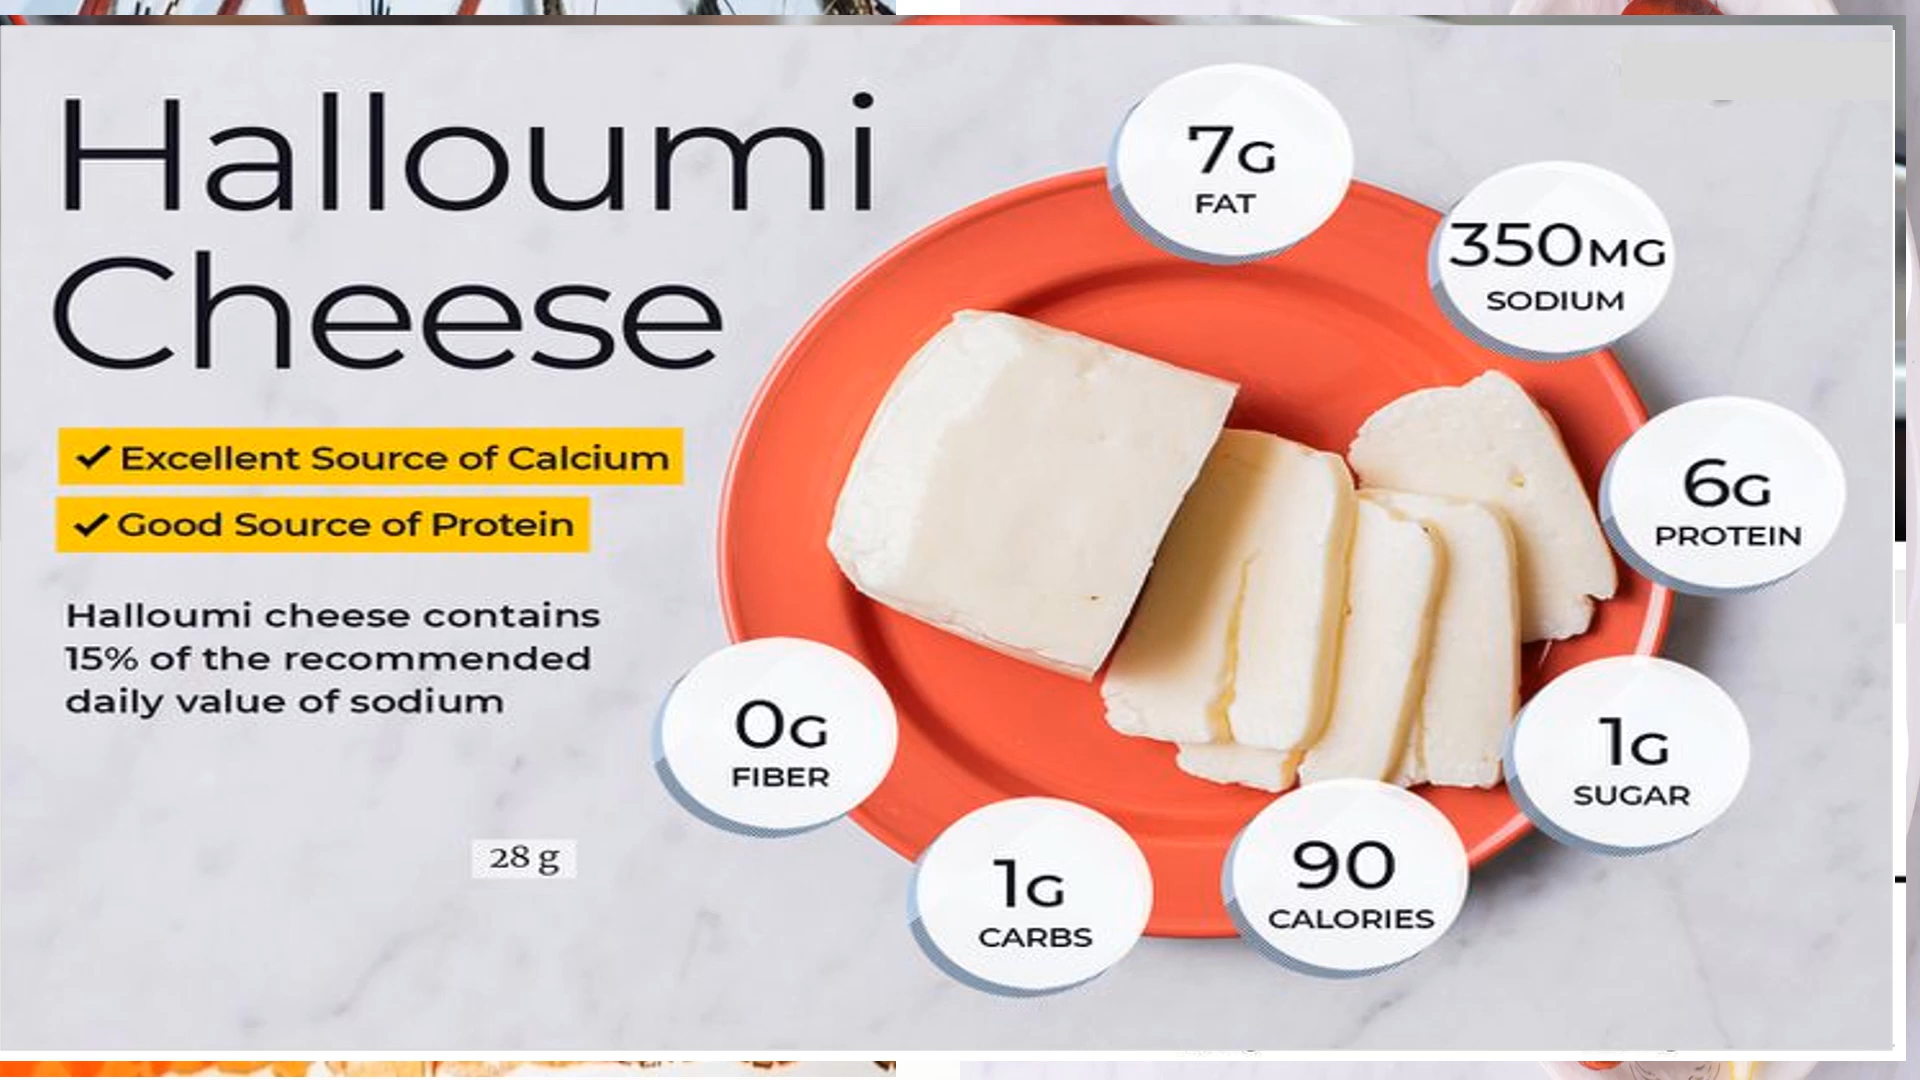 Halloumi
Cheese
Excellent Source of Calcium
Good Source of Protein
Halloumi cheese contains
15% of the recommended
daily value of sodium
28 g
7G
FAT
350MG
SODIUM
6G
PROTEIN
1G
SUGAR
90
CALORIES
1G
CARBS
0G
FIBER